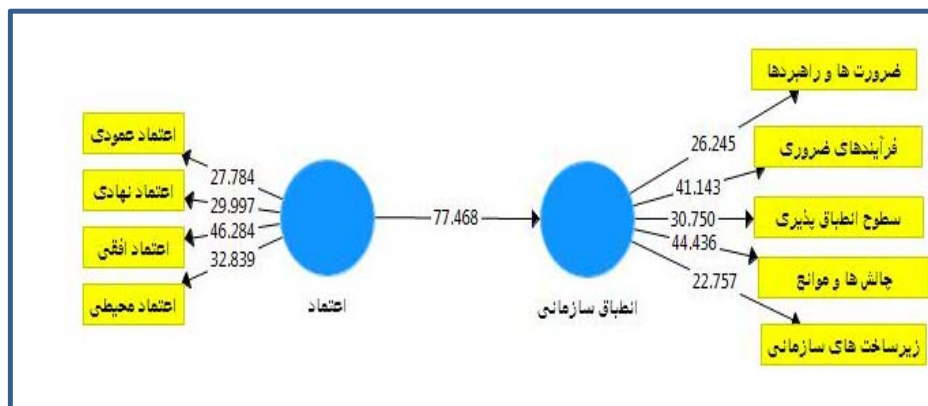 ضرورت ها و راهبردها
فرآیندهای ضروری
سطوح انطباق پذیری
چالش ها و موانع
زیرساخت های سازمانی
26.245
41.143
30.750
44.436
22.757
انطباق سازمانی
77.468
اعتماد
27.784
29.997
46.284
32.839
اعتماد عمودی
اعتماد نهادی
اعتماد افقی
اعتماد محیطی